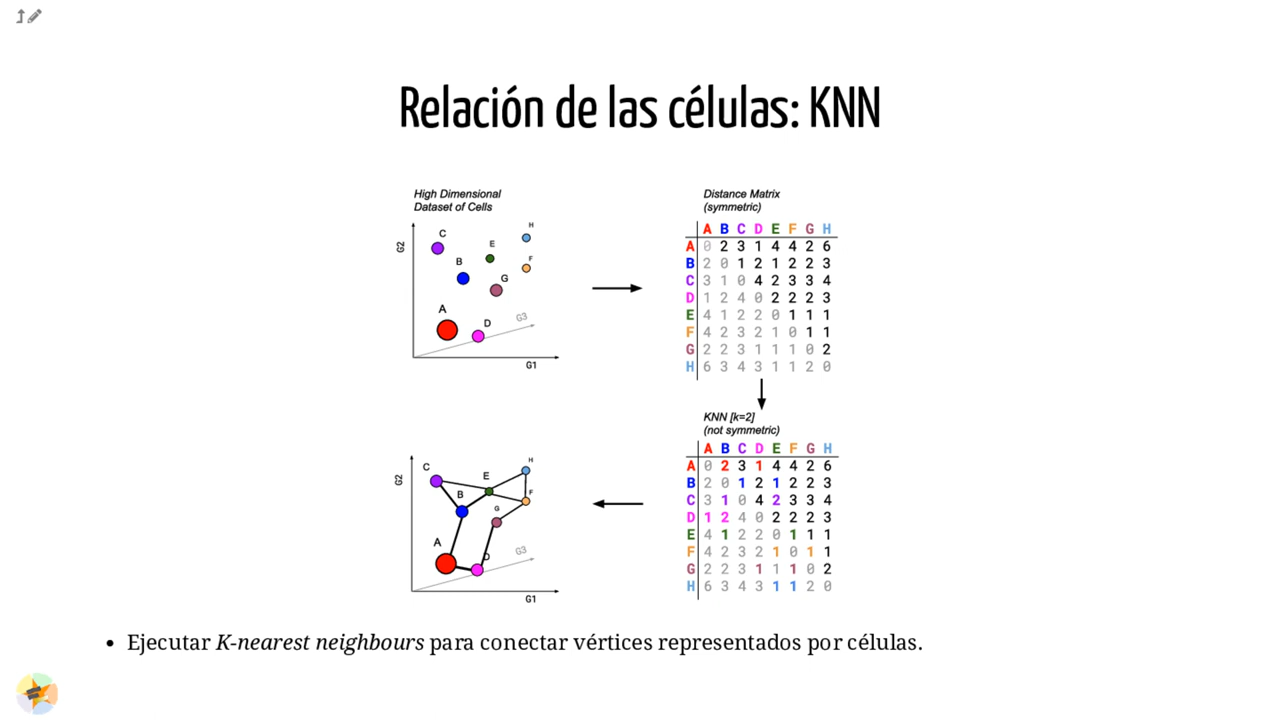 Relación de las células: KNN
High Dimensional
Dataset of Cells
G2
C
B
E
H
F
G
A
D
G3
G1
Distance Matrix
(symmetric)
A B C D E F G H
A 0 2 3 1 4 4 2 6
B 2 0 1 2 1 2 2 3
C 3 1 0 4 2 3 3 4
D 1 2 4 0 2 2 2 3
E 4 1 2 2 0 1 1 1
F 4 2 3 2 1 0 1 1
G 2 2 3 1 1 1 0 2
H 6 3 4 3 1 1 2 0
KNN [k=2]
(not symmetric)
A B C D E F G H
A 0 2 3 1 4 4 2 6
B 2 0 1 2 1 2 2 3
C 3 1 0 4 2 3 3 4
D 1 2 4 0 2 2 2 3
E 4 1 2 2 0 1 1 1
F 4 2 3 2 1 0 1 1
G 2 2 3 1 1 1 0 2
H 6 3 4 3 1 1 2 0
G2
C
B
E
H
F
G
A
D
G3
G1
• Ejecutar K-nearest neighbours para conectar vértices representados por células.